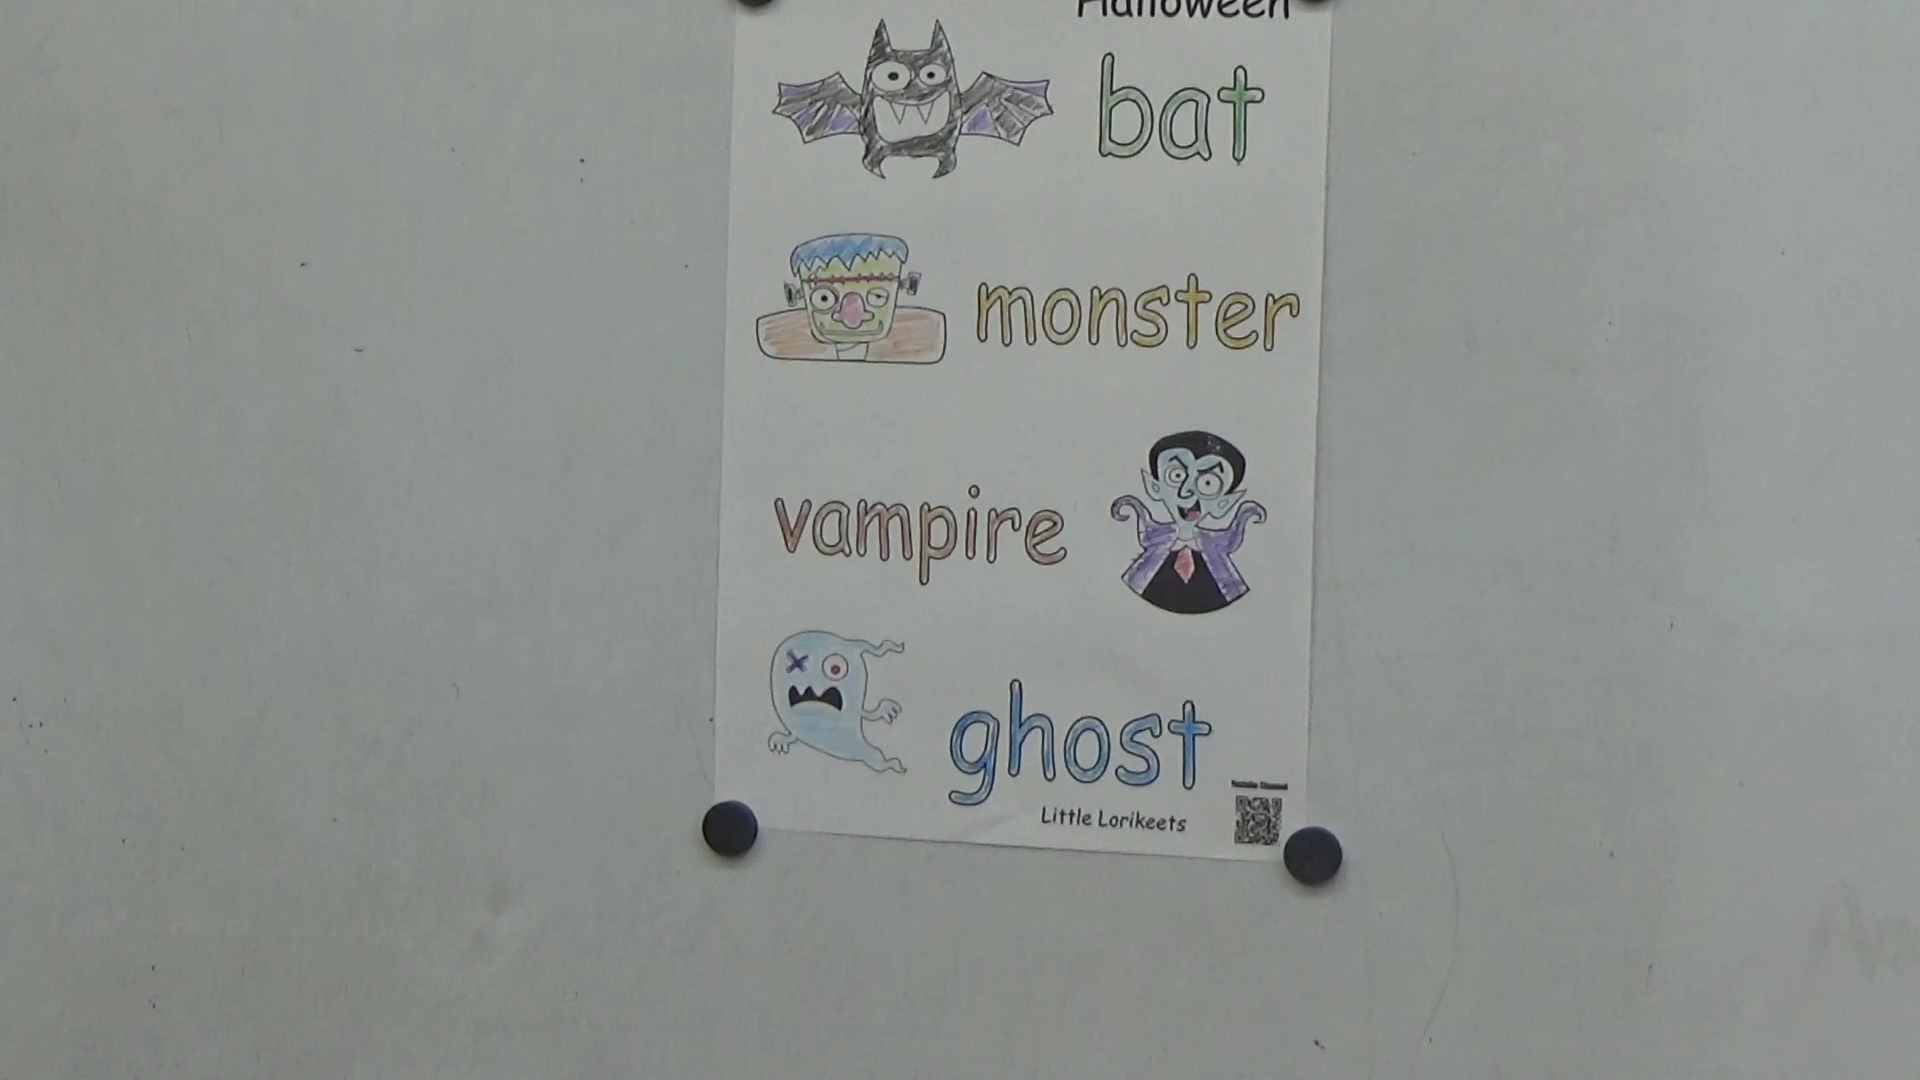 Halloween
bat
monster
vampire
ghost
Little Lorikeets